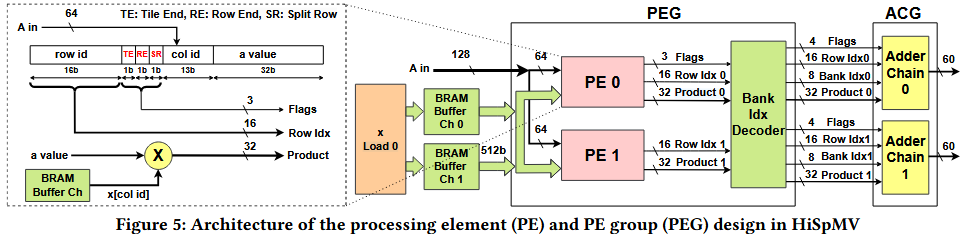 TE: Tile End, RE: Row End, SR: Split Row
64
A in
row id
TE
RE
SR
col id
a value
16b
1b
1b
1b
13b
32b
3
Flags
16
Row Idx
32
Product
a value
X
BRAM Buffer Ch
x[col id]
PEG
ACG
A in
128
64
64
x
Load 0
BRAM
Buffer
Ch 0
BRAM
Buffer
Ch 1
512b
PE 0
PE 1
3 Flags
16 Row Idx0
32 Product 0
16 Row Idx 1
32 Product 1
Bank
Idx
Decoder
4 Flags
16 Row Idx0
8 Bank Idx0
32 Product 0
4 Flags
16 Row Idx1
8 Bank Idx1
32 Product 1
Adder
Chain
0
60
Adder
Chain
1
60
Figure 5: Architecture of the processing element (PE) and PE group (PEG) design in HiSpMV